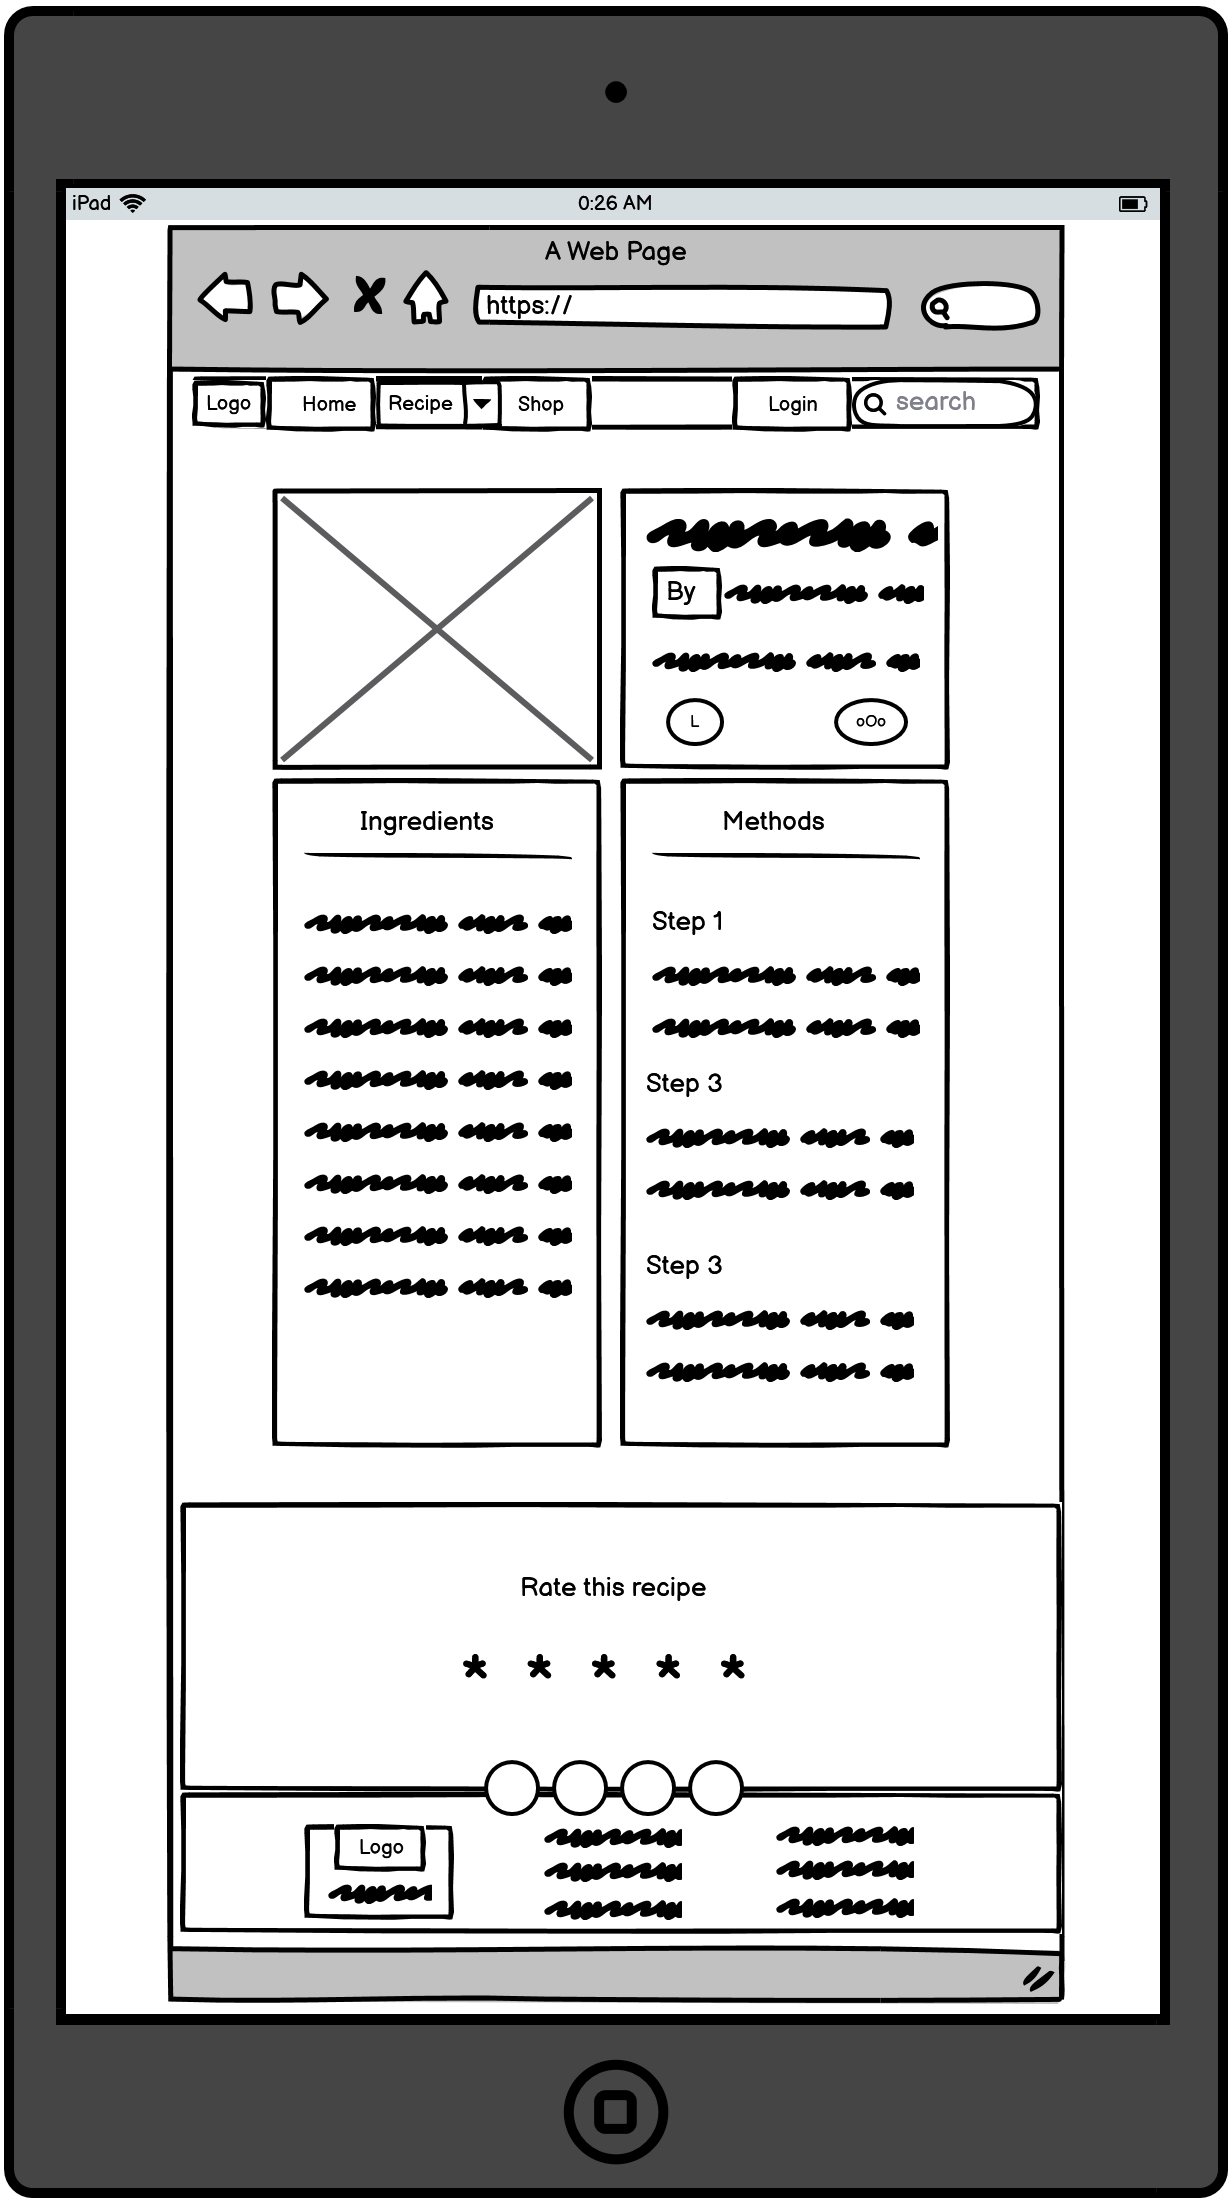 iPad 0:26 AM
A Web Page
https://
Logo Home Recipe Shop Login search
By
L oOo
Ingredients
Methods
Step 1
Step 3
Step 3
Rate this recipe
* * * * *
Logo